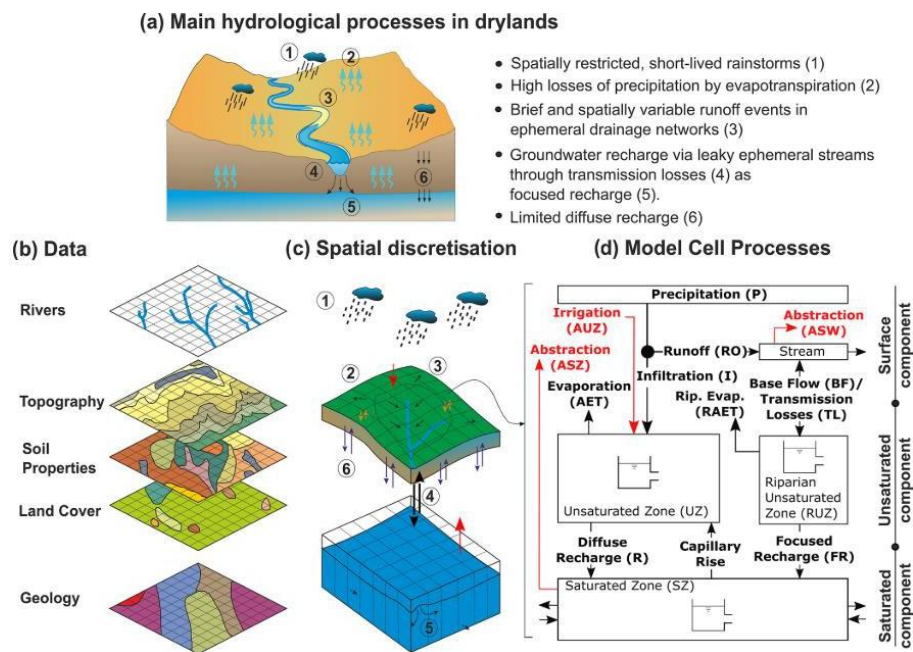 (a) Main hydrological processes in drylands
1
2
3
4
5
6
• Spatially restricted, short-lived rainstorms (1)
• High losses of precipitation by evapotranspiration (2)
• Brief and spatially variable runoff events in
ephemeral drainage networks (3)
• Groundwater recharge via leaky ephemeral streams
through transmission losses (4) as
focused recharge (5).
• Limited diffuse recharge (6)
(b) Data
Rivers
Topography
Soil
Properties
Land Cover
Geology
(c) Spatial discretisation
1
2
3
6
4
5
(d) Model Cell Processes
Precipitation (P)
Irrigation
(AUZ)
Abstraction
(ASW)
Abstraction
(ASZ)
Runoff (RO)
Stream
Evaporation
(AET)
Infiltration (I)
Rip. Evap.
(RAET)
Base Flow (BF)/
Transmission
Losses (TL)
Unsaturated Zone (UZ)
Riparian
Unsaturated
Zone (RUZ)
Diffuse
Recharge (R)
Capillary
Rise
Focused
Recharge (FR)
Saturated Zone (SZ)
Surface
component
Unsaturated
component
Saturated
component